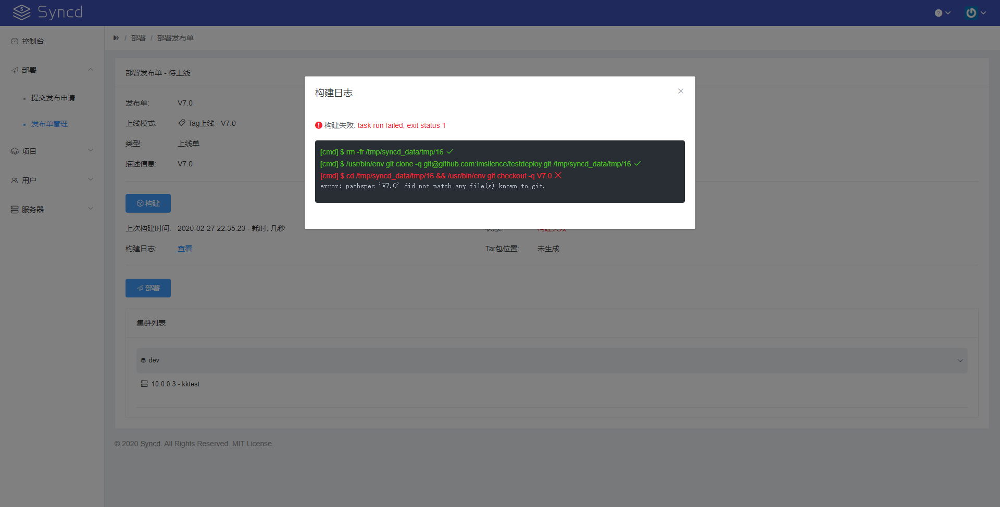 Syncd
控制台
/ 部署 / 部署发布单
部署
提交发布申请
发布单管理
项目
用户
服务器
部署发布单 - 待上线
发布单: V7.0
上线模式: Tag上线 - V7.0
类型: 上线单
描述信息: V7.0
构建日志
构建失败: task run failed, exit status 1
[cmd] $ rm -fr /tmp/syncd_data/tmp/16
[cmd] $ /usr/bin/env git clone -q git@github.com:imsilence/testdeploy.git /tmp/syncd_data/tmp/16
[cmd] $ cd /tmp/syncd_data/tmp/16 && /usr/bin/env git checkout -q V7.0
error: pathspec 'V7.0' did not match any file(s) known to git.
构建
上次构建时间: 2020-02-27 22:35:23 - 耗时: 几秒 状态: 构建失败
构建日志: 查看 Tar包位置: 未生成
部署
集群列表
dev
10.0.0.3 - kktest
© 2020 Syncd. All Rights Reserved. MIT License.